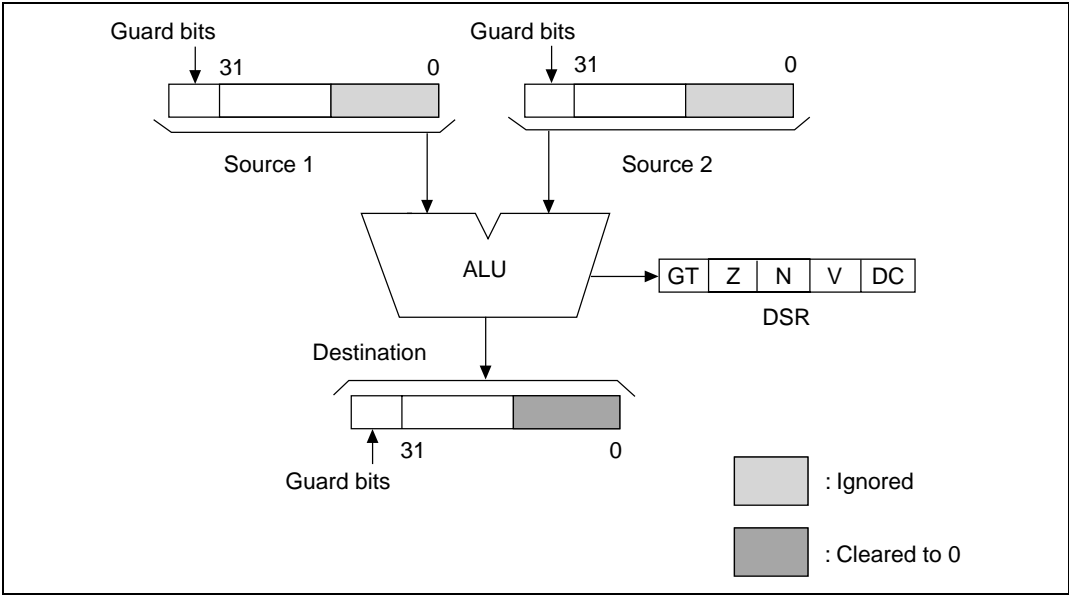 Guard bits
Guard bits
31 0
31 0
Source 1
Source 2
ALU
GT Z N V DC
DSR
Destination
31 0
Guard bits
: Ignored
: Cleared to 0